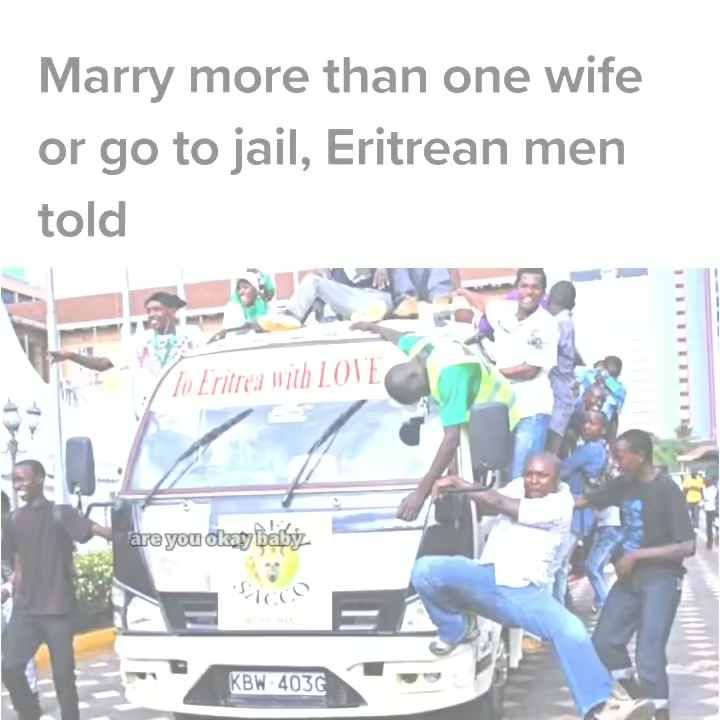 Marry more than one wife
or go to jail, Eritrean men
told
To Eritrea with LOVE
are you okay baby
SACCO
KBW 403G